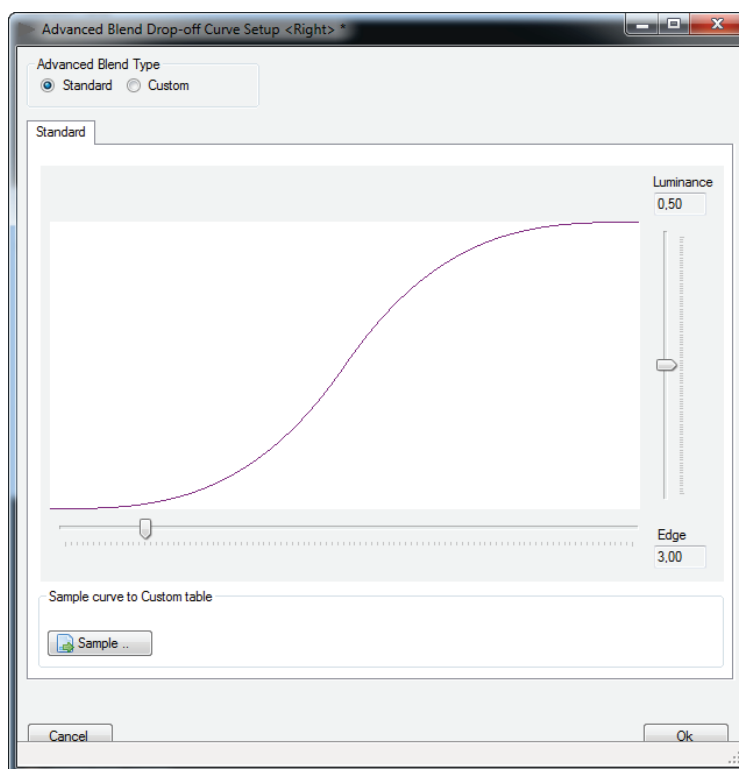 Advanced Blend Drop-off Curve Setup <Right> *
Advanced Blend Type
Standard Custom
Standard
Luminance
0,50
Edge
3,00
Sample curve to Custom table
Sample ..
Cancel Ok